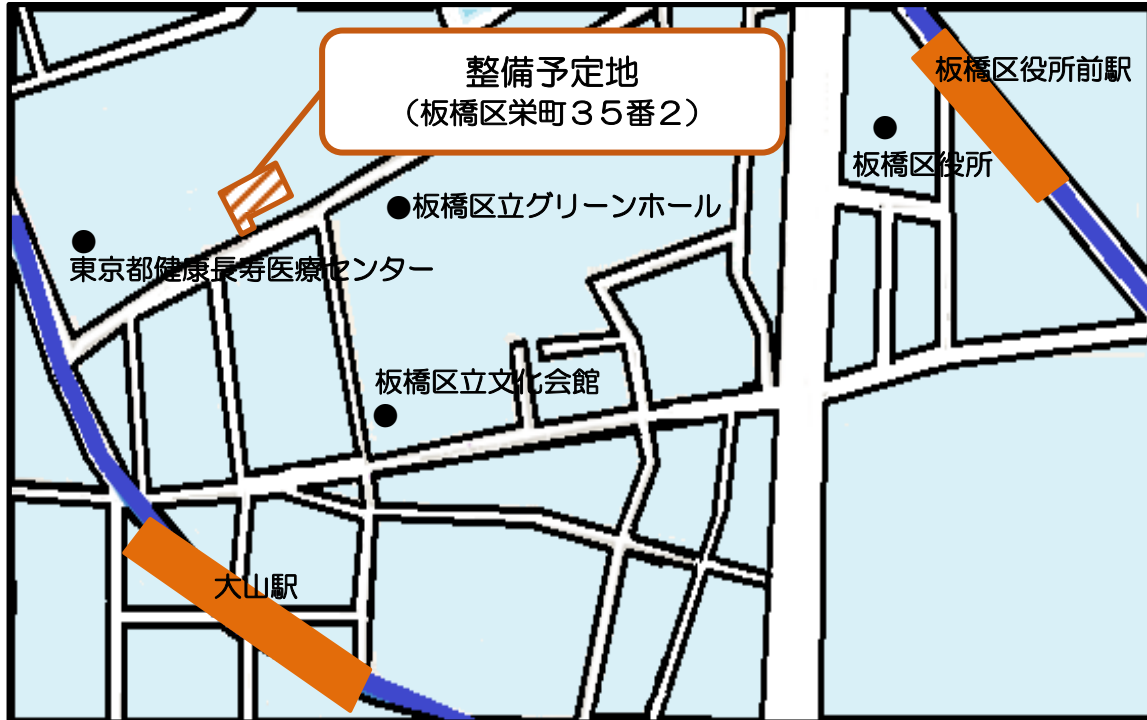 整備予定地
（板橋区栄町３５番２）
板橋区役所前駅
板橋区役所
板橋区立グリーンホール
東京都健康長寿医療センター
板橋区立文化会館
大山駅